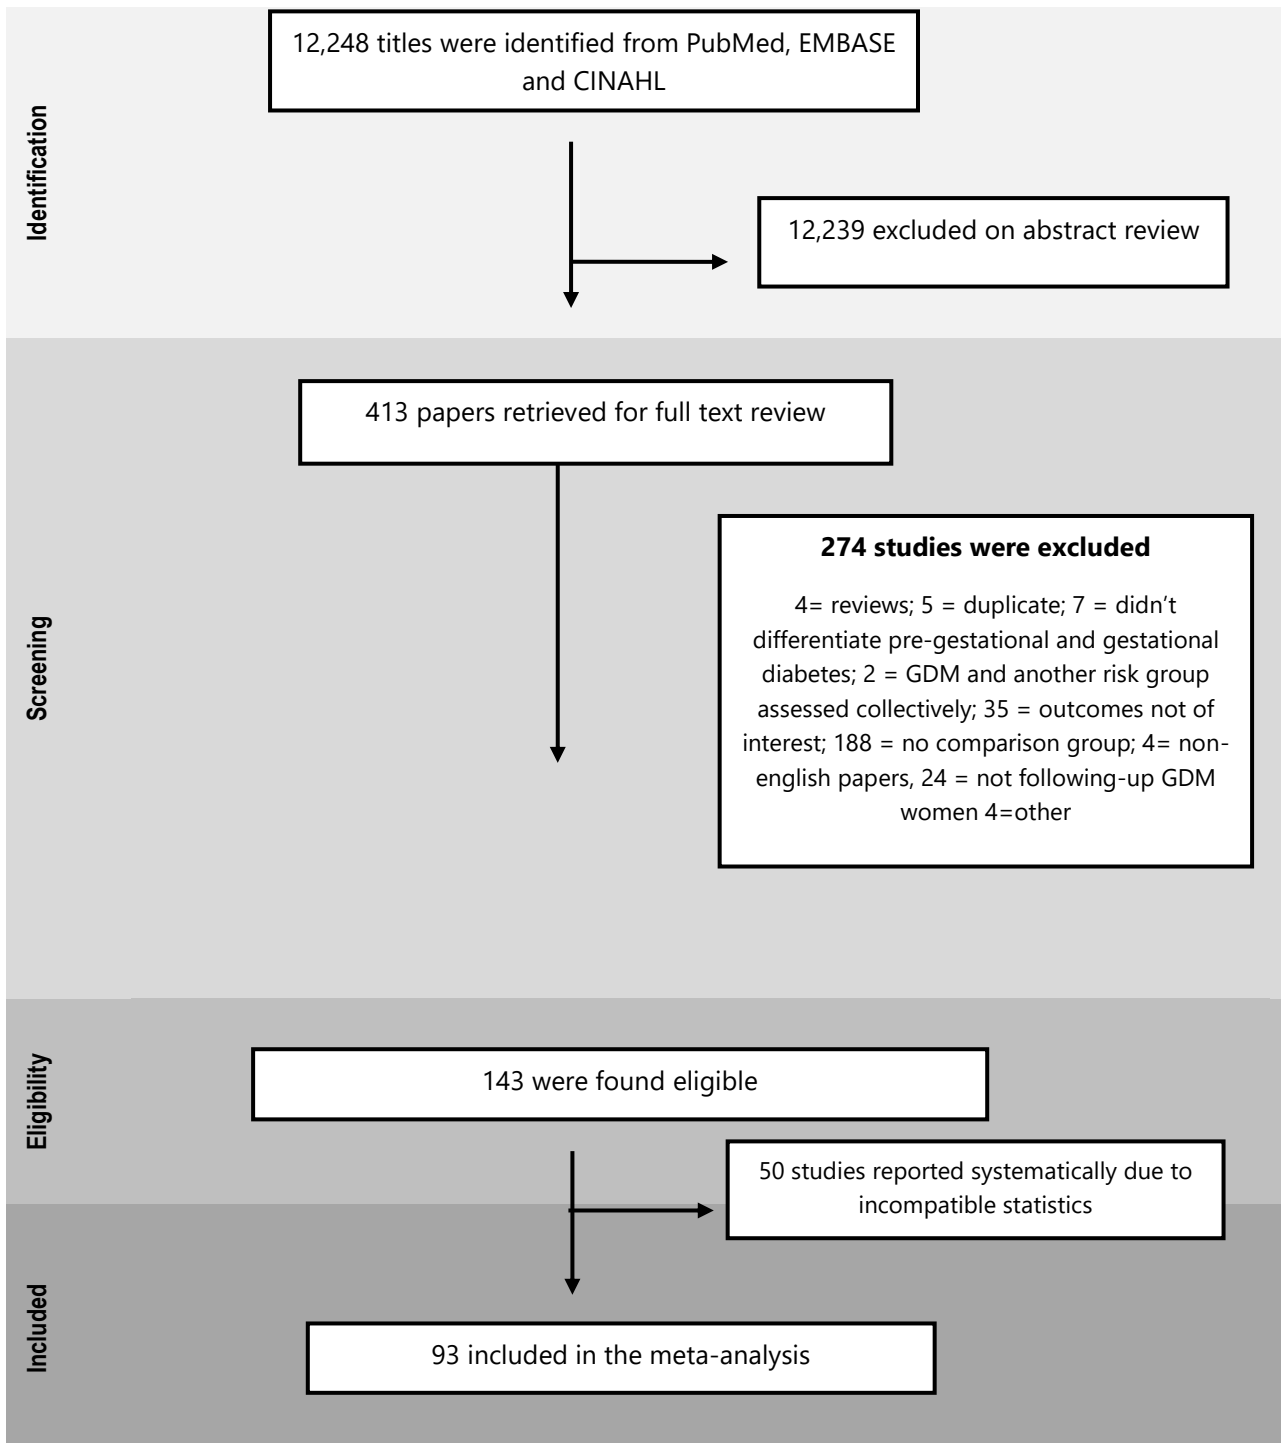 Identification
12,248 titles were identified from PubMed, EMBASE
and CINAHL
12,239 excluded on abstract review
Screening
413 papers retrieved for full text review
274 studies were excluded
4= reviews; 5 = duplicate; 7 = didn’t
differentiate pre-gestational and gestational
diabetes; 2 = GDM and another risk group
assessed collectively; 35 = outcomes not of
interest; 188 = no comparison group; 4= non-
english papers, 24 = not following-up GDM
women 4=other
Eligibility
143 were found eligible
50 studies reported systematically due to
incompatible statistics
Included
93 included in the meta-analysis